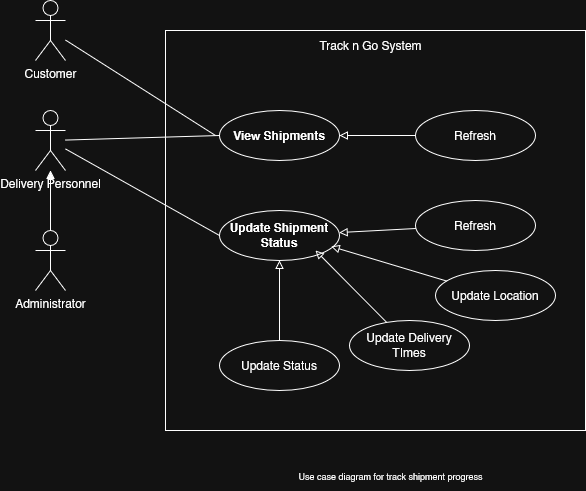 Track n Go System
Customer
View Shipments
Refresh
Delivery Personnel
Update Shipment
Status
Refresh
Update Location
Administrator
Update Delivery
TImes
Update Status
Use case diagram for track shipment progress